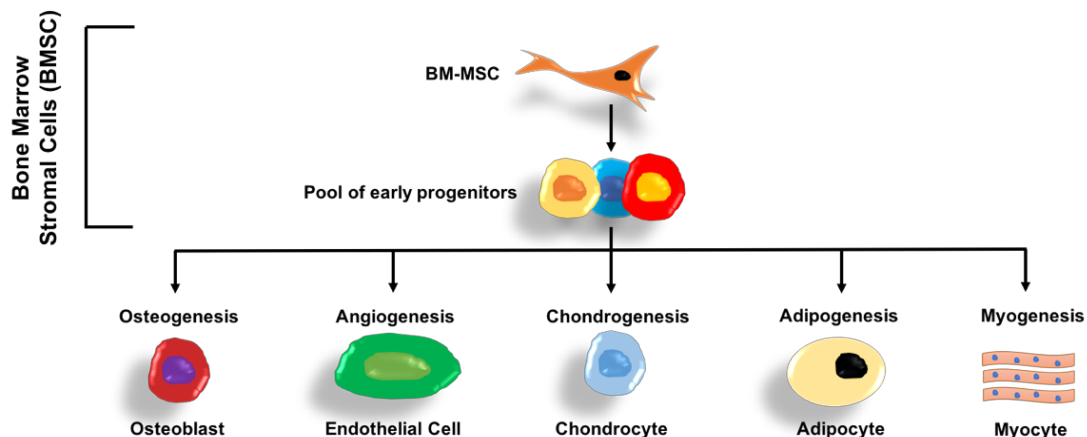 Bone Marrow
Stromal Cells (BMSC)
BM-MSC
Pool of early progenitors
Osteogenesis
Angiogenesis
Chondrogenesis
Adipogenesis
Myogenesis
Osteoblast
Endothelial Cell
Chondrocyte
Adipocyte
Myocyte